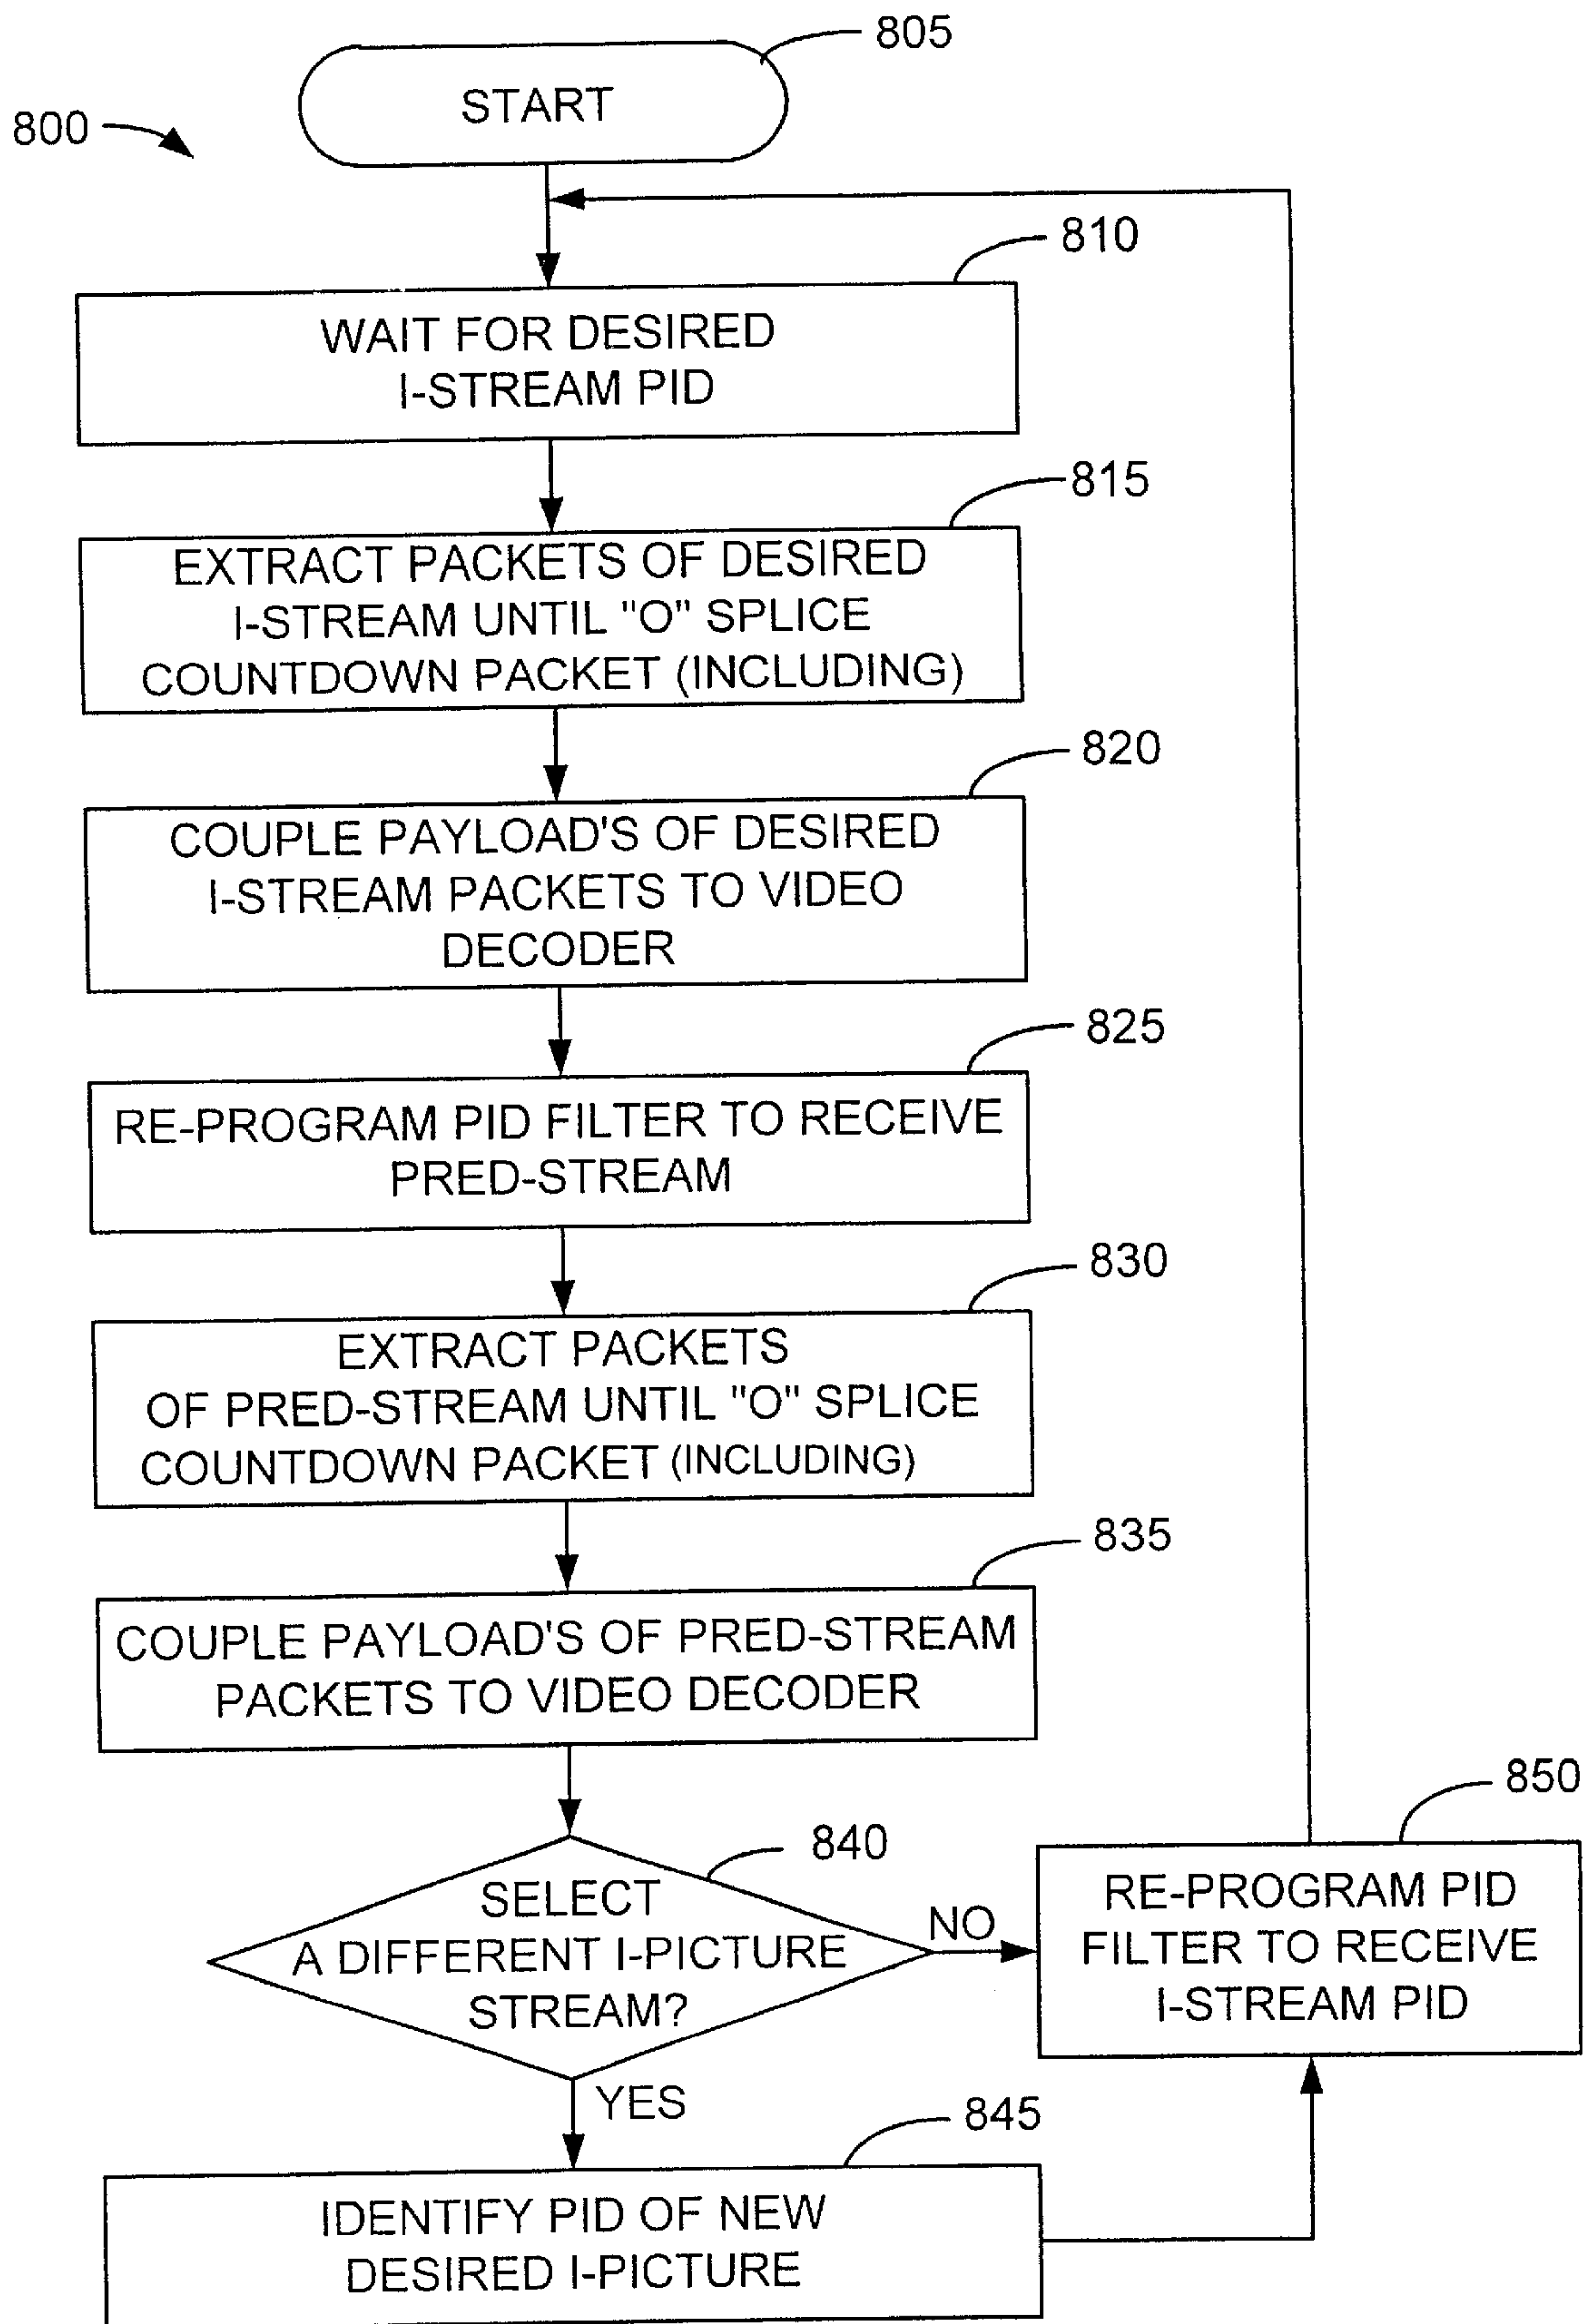 805
START
800
810
WAIT FOR DESIRED
I-STREAM PID
815
EXTRACT PACKETS OF DESIRED
I-STREAM UNTIL "O" SPLICE
COUNTDOWN PACKET (INCLUDING)
820
COUPLE PAYLOAD'S OF DESIRED
I-STREAM PACKETS TO VIDEO
DECODER
825
RE-PROGRAM PID FILTER TO RECEIVE
PRED-STREAM
830
EXTRACT PACKETS
OF PRED-STREAM UNTIL "O" SPLICE
COUNTDOWN PACKET (INCLUDING)
835
COUPLE PAYLOAD'S OF PRED-STREAM
PACKETS TO VIDEO DECODER
840
SELECT
A DIFFERENT I-PICTURE
STREAM?
NO
850
RE-PROGRAM PID
FILTER TO RECEIVE
I-STREAM PID
YES
845
IDENTIFY PID OF NEW
DESIRED I-PICTURE